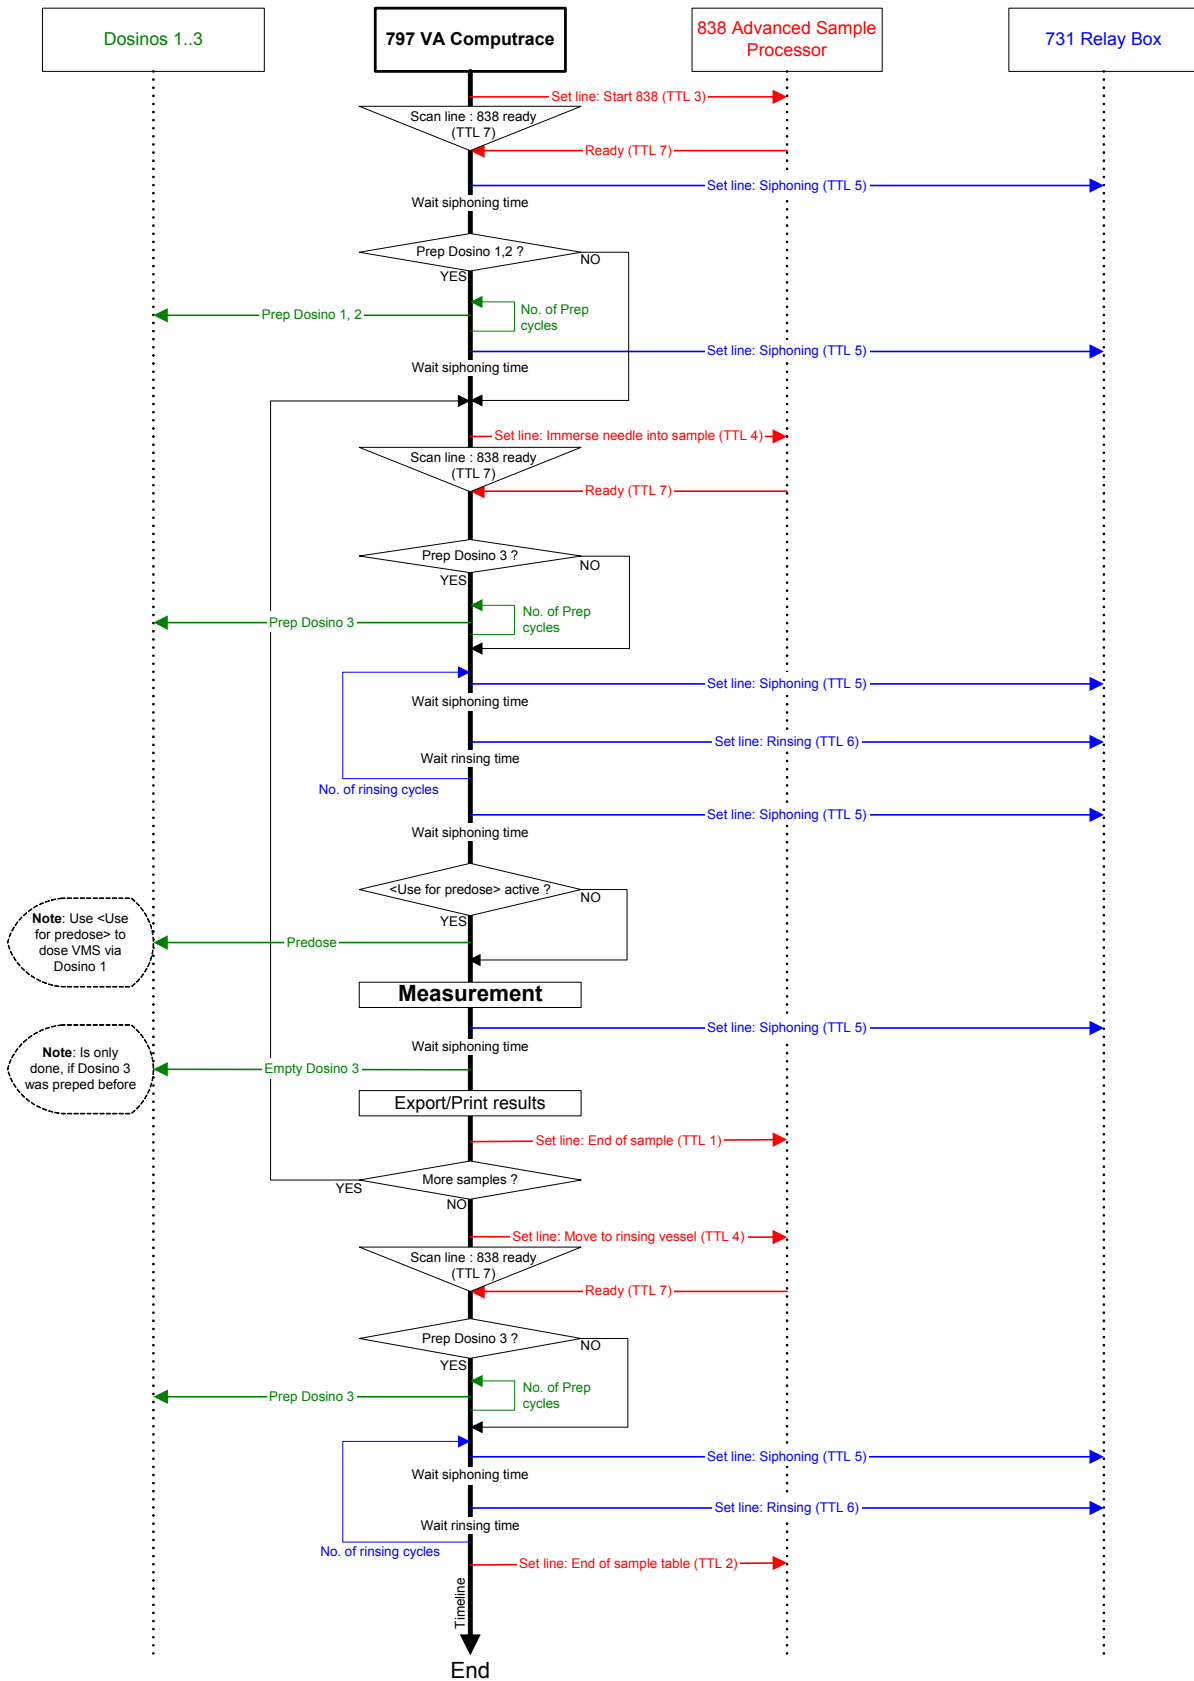 Dosinos 1..3
797 VA Computrace
838 Advanced Sample
Processor
731 Relay Box
Set line: Start 838 (TTL 3)
Scan line : 838 ready
(TTL 7)
Ready (TTL 7)
Set line: Siphoning (TTL 5)
Wait siphoning time
Prep Dosino 1,2 ?
NO
YES
No. of Prep
cycles
Prep Dosino 1, 2
Set line: Siphoning (TTL 5)
Wait siphoning time
Set line: Immerse needle into sample (TTL 4)
Scan line : 838 ready
(TTL 7)
Ready (TTL 7)
Prep Dosino 3 ?
NO
YES
No. of Prep
cycles
Prep Dosino 3
Set line: Siphoning (TTL 5)
Wait siphoning time
Set line: Rinsing (TTL 6)
Wait rinsing time
No. of rinsing cycles
Set line: Siphoning (TTL 5)
Wait siphoning time
<Use for predose> active ?
NO
YES
Note: Use <Use
for predose> to
dose VMS via
Dosino 1
Predose
Measurement
Set line: Siphoning (TTL 5)
Wait siphoning time
Note: Is only
done, if Dosino 3
was preped before
Empty Dosino 3
Export/Print results
Set line: End of sample (TTL 1)
More samples ?
YES
NO
Set line: Move to rinsing vessel (TTL 4)
Scan line : 838 ready
(TTL 7)
Ready (TTL 7)
Prep Dosino 3 ?
NO
YES
No. of Prep
cycles
Prep Dosino 3
Set line: Siphoning (TTL 5)
Wait siphoning time
Set line: Rinsing (TTL 6)
Wait rinsing time
No. of rinsing cycles
Set line: End of sample table (TTL 2)
Timeline
End